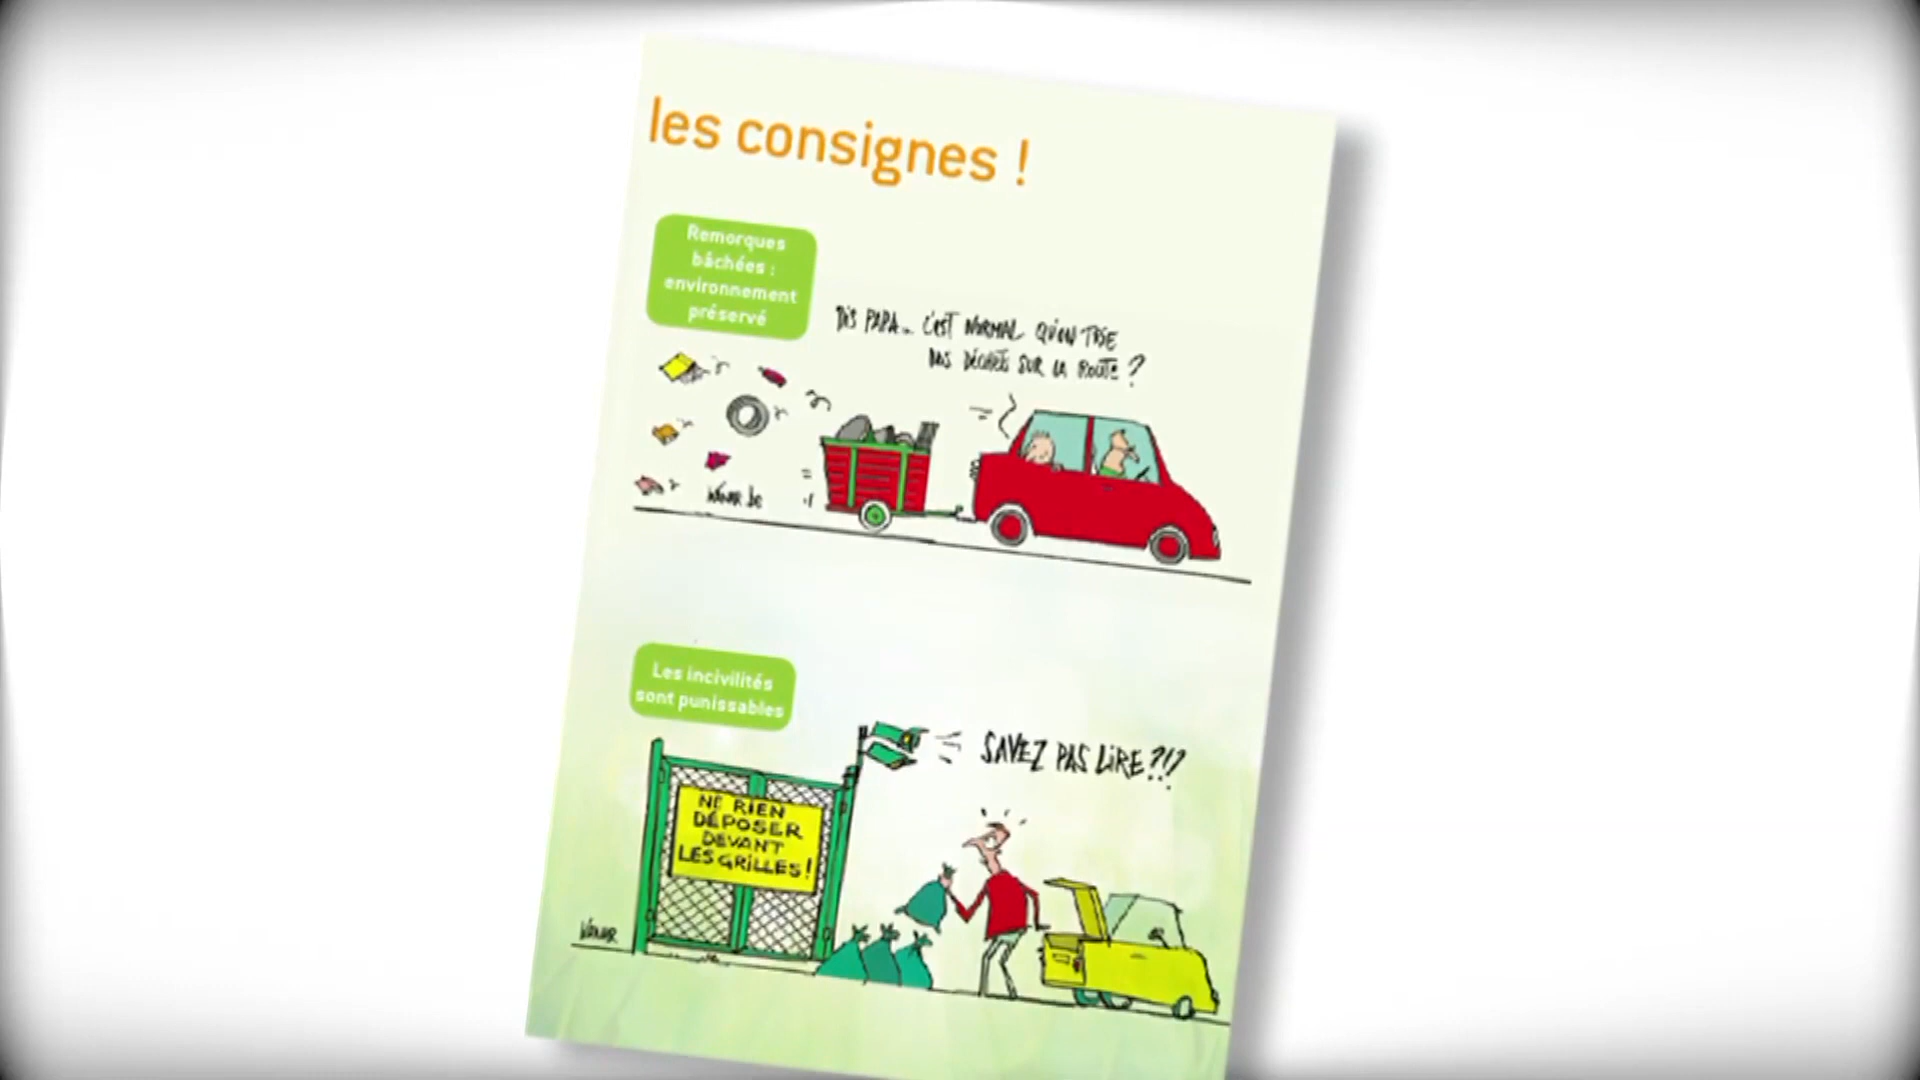 les consignes !
Remorques
bâchées :
environnement
préservé
DIS PAPA.. C'EST NORMAL QU'ON TRIE
NOS DÉCHETS SUR LA ROUTE ?
Les incivilités
sont punissables
SAVEZ PAS LIRE ?!?
NE RIEN
DÉPOSER
DEVANT
LES GRILLES !